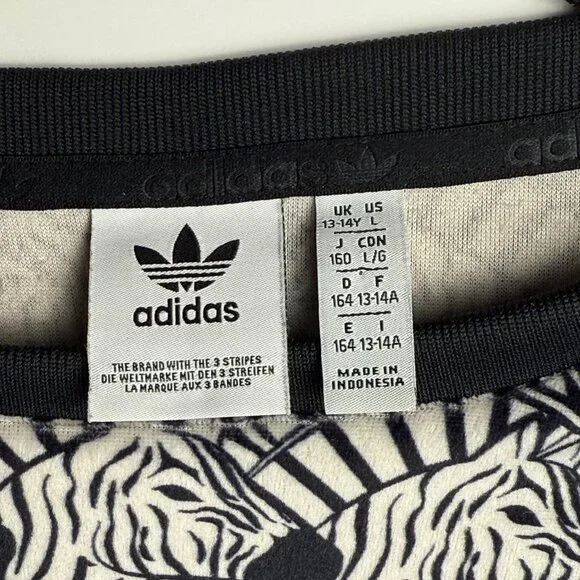 adidas
ad
adidas
THE BRAND WITH THE 3 STRIPES
DIE WELTMARKE MIT DEN 3 STREIFEN
LA MARQUE AUX 3 BANDES
UK US
13-14Y L
J CDN
160 L/G
D F
164 13-14A
E I
164 13-14A
MADE IN
INDONESIA